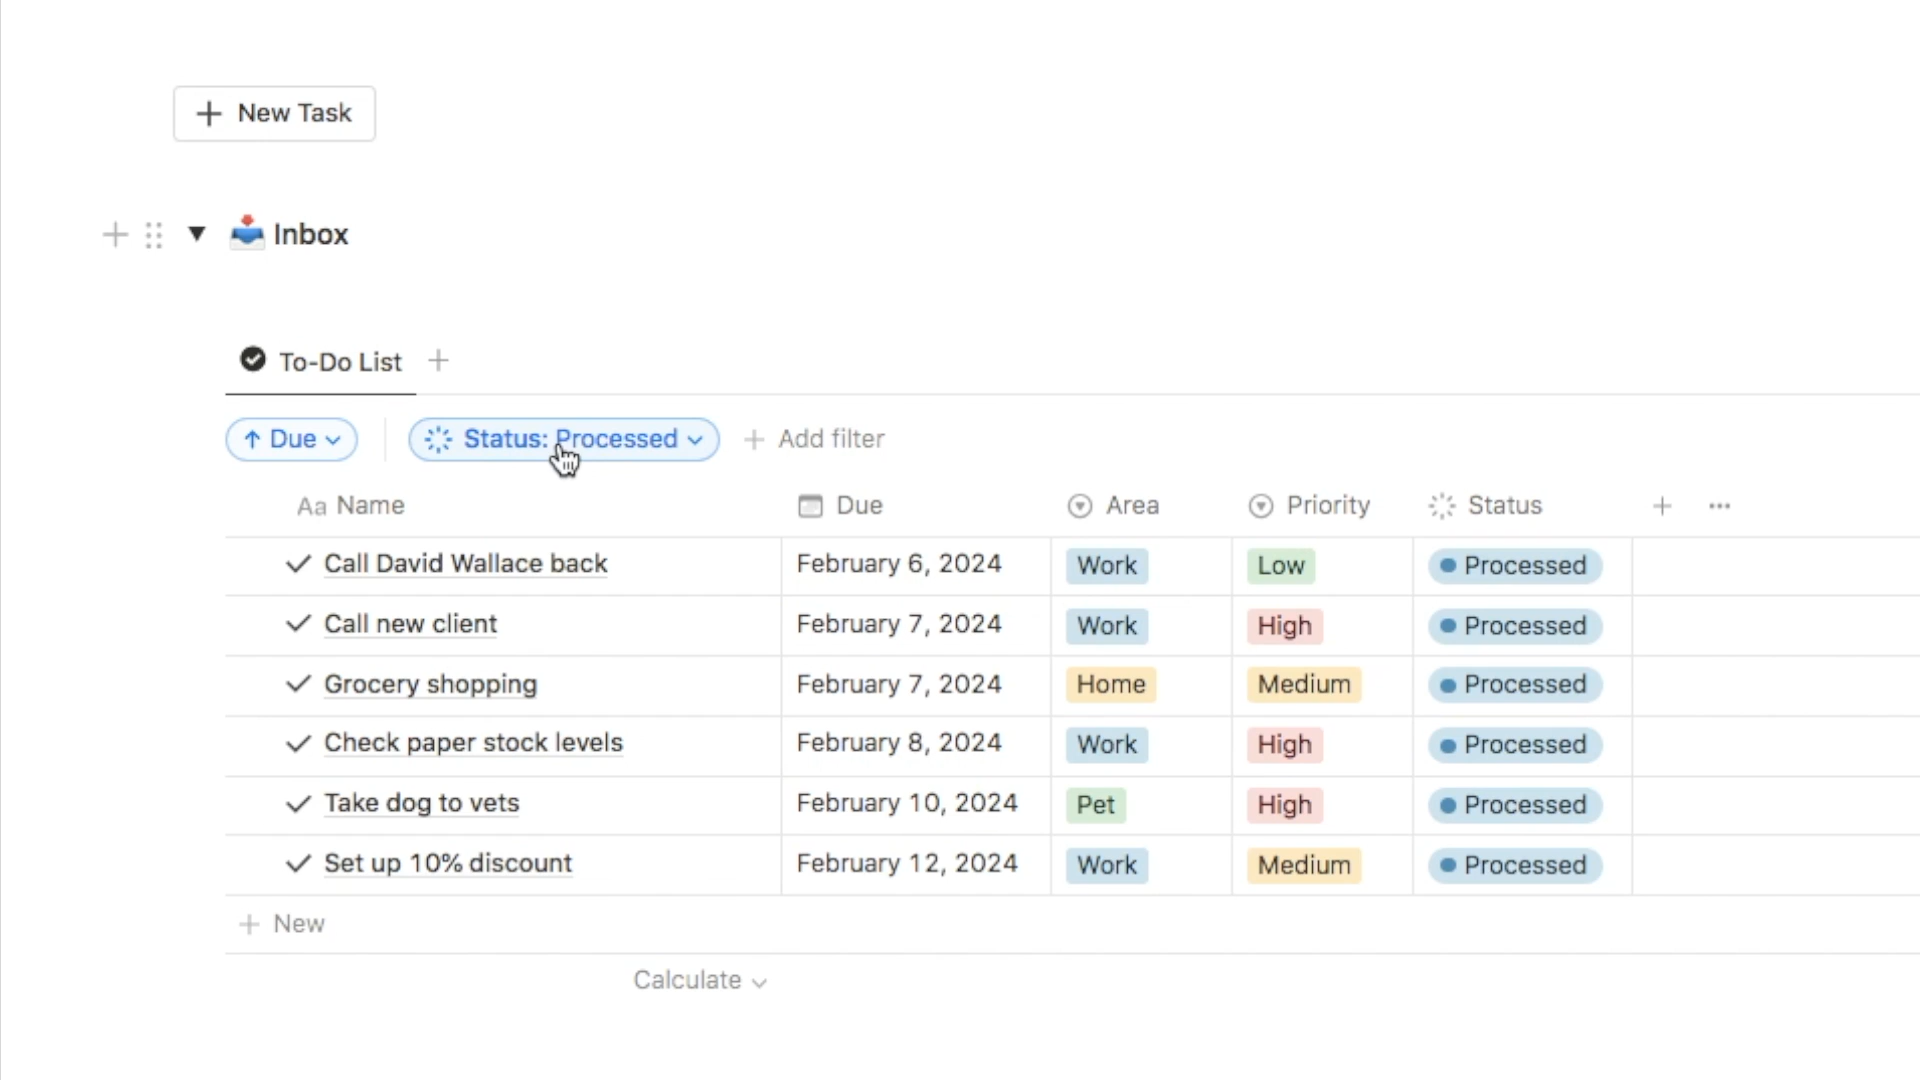 New Task
Inbox
To-Do List
Due Status: Processed Add filter
Aa Name Due Area Priority Status
Call David Wallace back February 6, 2024 Work Low Processed
Call new client February 7, 2024 Work High Processed
Grocery shopping February 7, 2024 Home Medium Processed
Check paper stock levels February 8, 2024 Work High Processed
Take dog to vets February 10, 2024 Pet High Processed
Set up 10% discount February 12, 2024 Work Medium Processed
New
Calculate